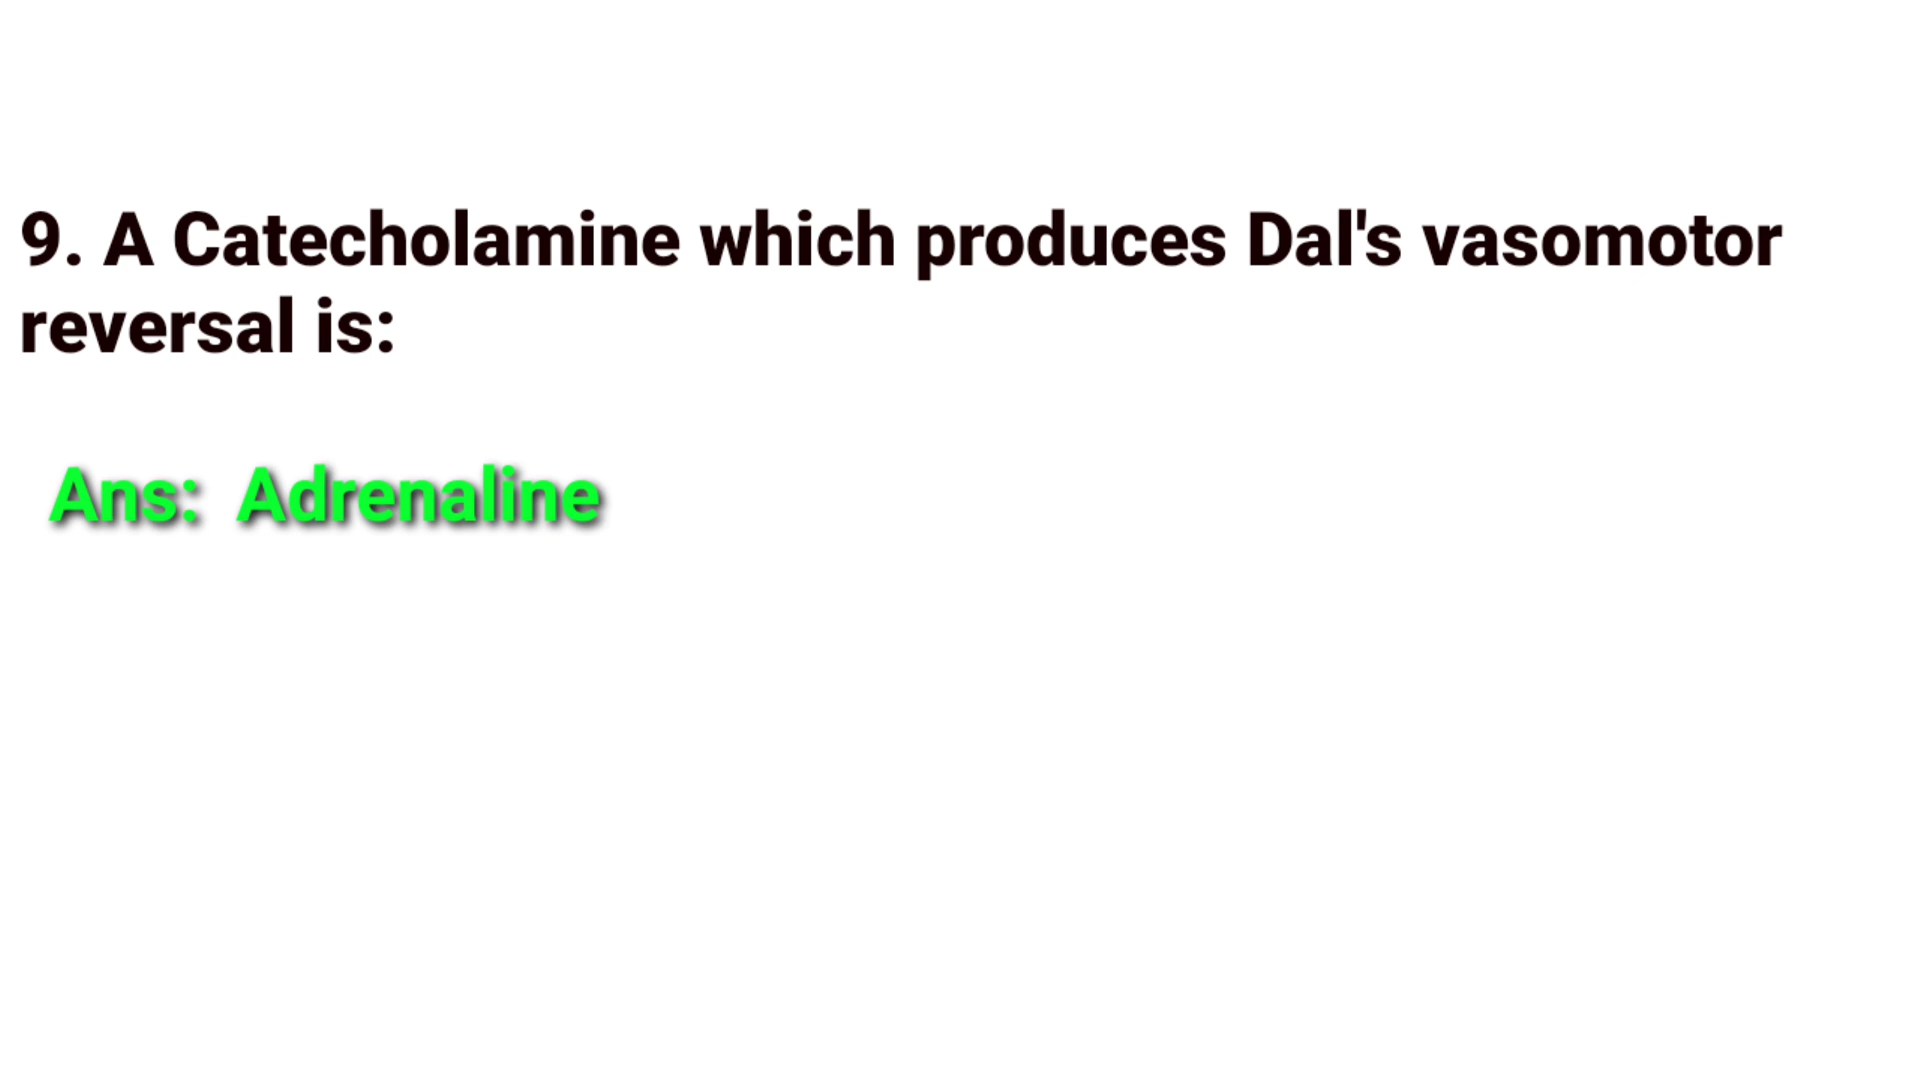 9. A Catecholamine which produces Dal's vasomotor
reversal is:
Ans: Adrenaline